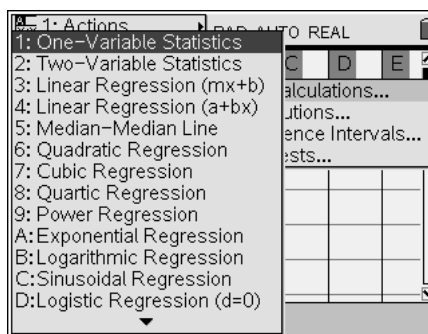 1: Actions
RAD AUTO REAL
1: One-Variable Statistics
2: Two-Variable Statistics
C D E
3: Linear Regression (mx+b)
alculations...
4: Linear Regression (a+bx)
utions...
5: Median-Median Line
ence Intervals...
6: Quadratic Regression
ests...
7: Cubic Regression
8: Quartic Regression
9: Power Regression
A:Exponential Regression
B:Logarithmic Regression
C:Sinusoidal Regression
D:Logistic Regression (d=0)